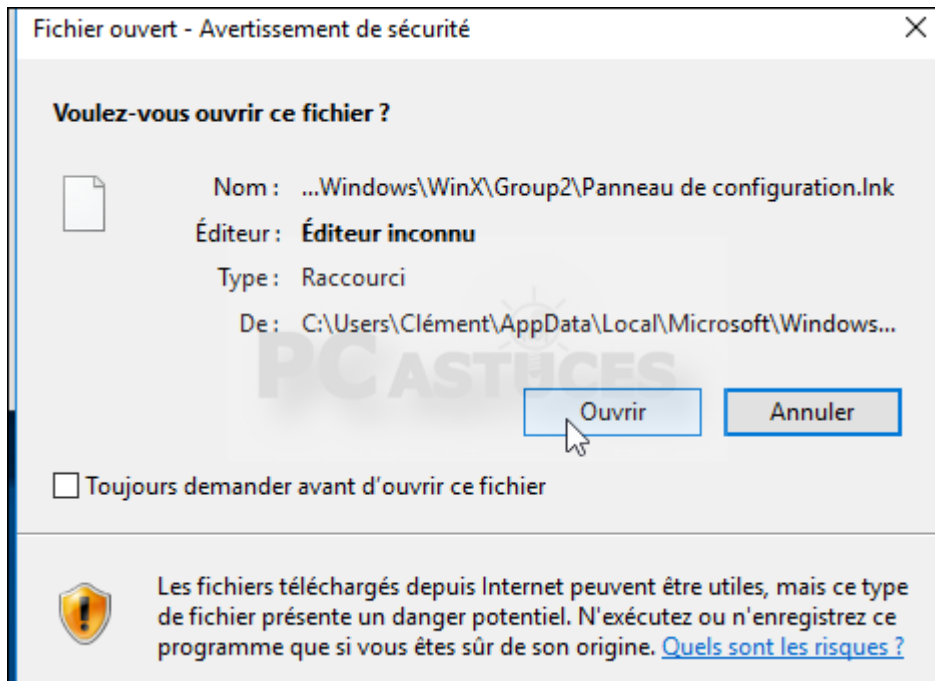 Fichier ouvert - Avertissement de sécurité
Voulez-vous ouvrir ce fichier ?
Nom : ...Windows\WinX\Group2\Panneau de configuration.lnk
Éditeur : Éditeur inconnu
Type : Raccourci
De : C:\Users\Clément\AppData\Local\Microsoft\Windows...
PC ASTUCES
Ouvrir Annuler
Toujours demander avant d'ouvrir ce fichier
Les fichiers téléchargés depuis Internet peuvent être utiles, mais ce type
de fichier présente un danger potentiel. N'exécutez ou n'enregistrez ce
programme que si vous êtes sûr de son origine. Quels sont les risques ?